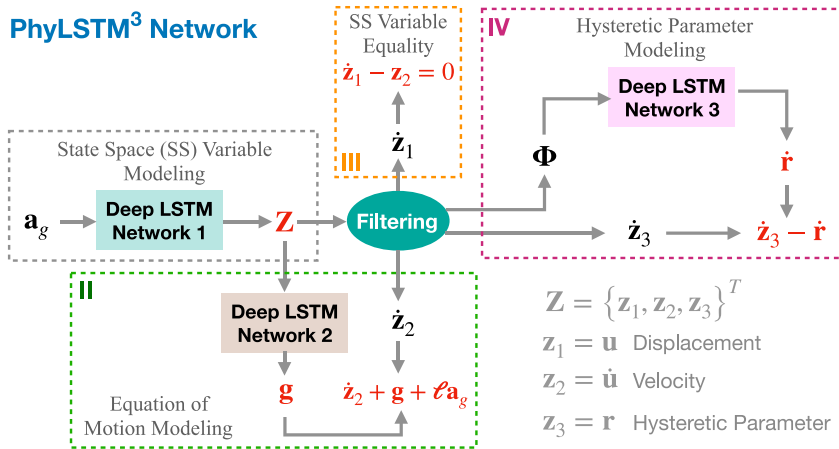 PhyLSTM³ Network
SS Variable
Equality
ż₁ − z₂ = 0
ż₁
III
IV
Hysteretic Parameter
Modeling
Deep LSTM
Network 3
Φ
ṙ
ż₃
ż₃ − ṙ
State Space (SS) Variable
Modeling
a_g
Deep LSTM
Network 1
Z
Filtering
II
Deep LSTM
Network 2
ż₂
g
ż₂ + g + ℓa_g
Equation of
Motion Modeling
Z = {z₁, z₂, z₃}ᵀ
z₁ = u Displacement
z₂ = u̇ Velocity
z₃ = r Hysteretic Parameter